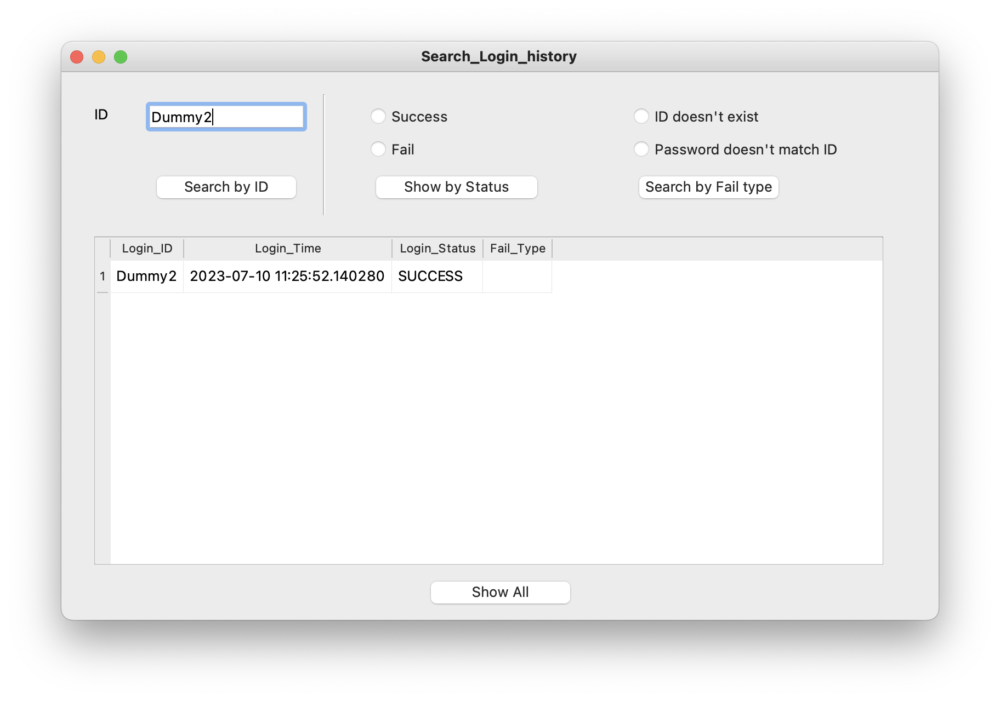 Search_Login_history
ID
Dummy2
Search by ID
Success
Fail
Show by Status
ID doesn't exist
Password doesn't match ID
Search by Fail type
Login_ID Login_Time Login_Status Fail_Type
1 Dummy2 2023-07-10 11:25:52.140280 SUCCESS
Show All